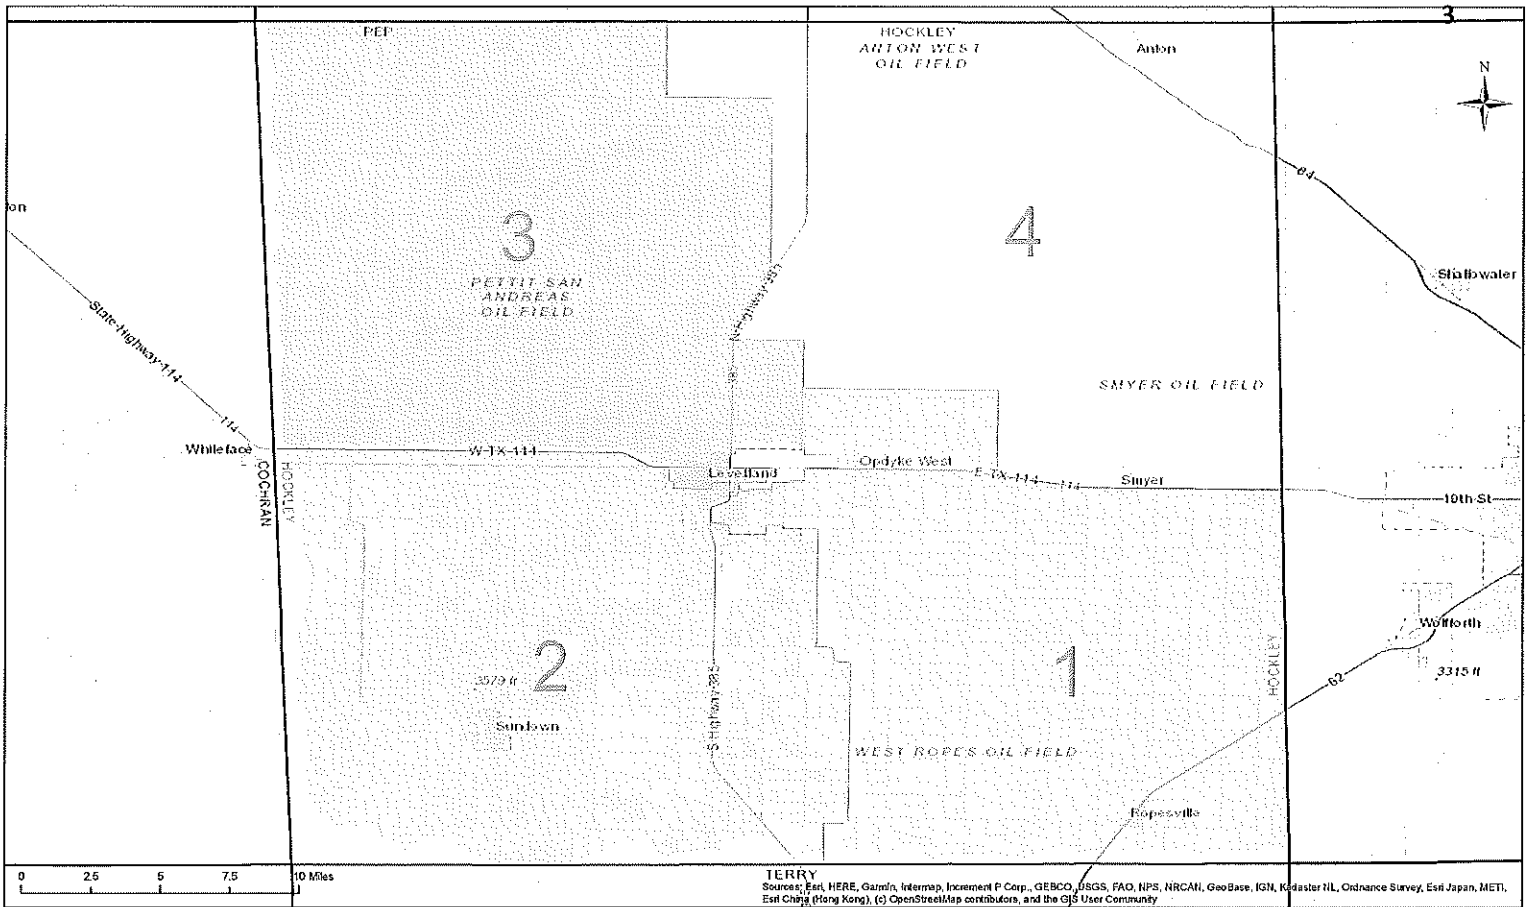 3
PEP
HOCKLEY
ANTON WEST
OIL FIELD
Anton
N
84
3
4
PETTIT SAN
ANDREAS
OIL FIELD
N Highway 385
Shallowater
State Highway 114
SMYER OIL FIELD
114
Whiteface
W-TX-114
Levelland
Opdyke West
E-TX-114
114
Smyer
19th St
COCHRAN
HOCKLEY
2
1
3579 ft
Sundown
S Highway 385
HOCKLEY
62
Wolfforth
3315 ft
WEST ROPES OIL FIELD
Ropesville
0 2.5 5 7.5 10 Miles
TERRY
Sources: Esri, HERE, Garmin, Intermap, Increment P Corp., GEBCO, USGS, FAO, NPS, NRCAN, GeoBase, IGN, Kadaster NL, Ordnance Survey, Esri Japan, METI,
Esri China (Hong Kong), (c) OpenStreetMap contributors, and the GIS User Community